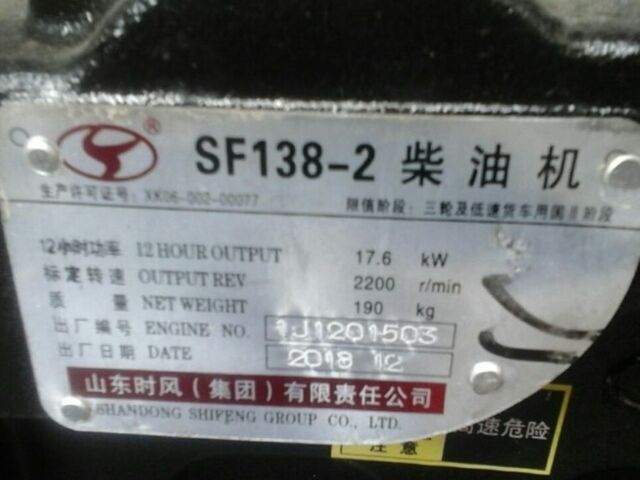 ®
SF138-2 柴油机
生产许可证号: XK06-002-00077
限值阶段: 三轮及低速货车用国Ⅱ阶段
12小时功率 12 HOUR OUTPUT 17.6 kW
标定转速 OUTPUT REV 2200 r/min
质量 NET WEIGHT 190 kg
出厂编号 ENGINE NO. 1J1201503
出厂日期 DATE 2018 12
山东时风(集团)有限责任公司
SHANDONG SHIFENG GROUP CO., LTD.
高速危险
注意